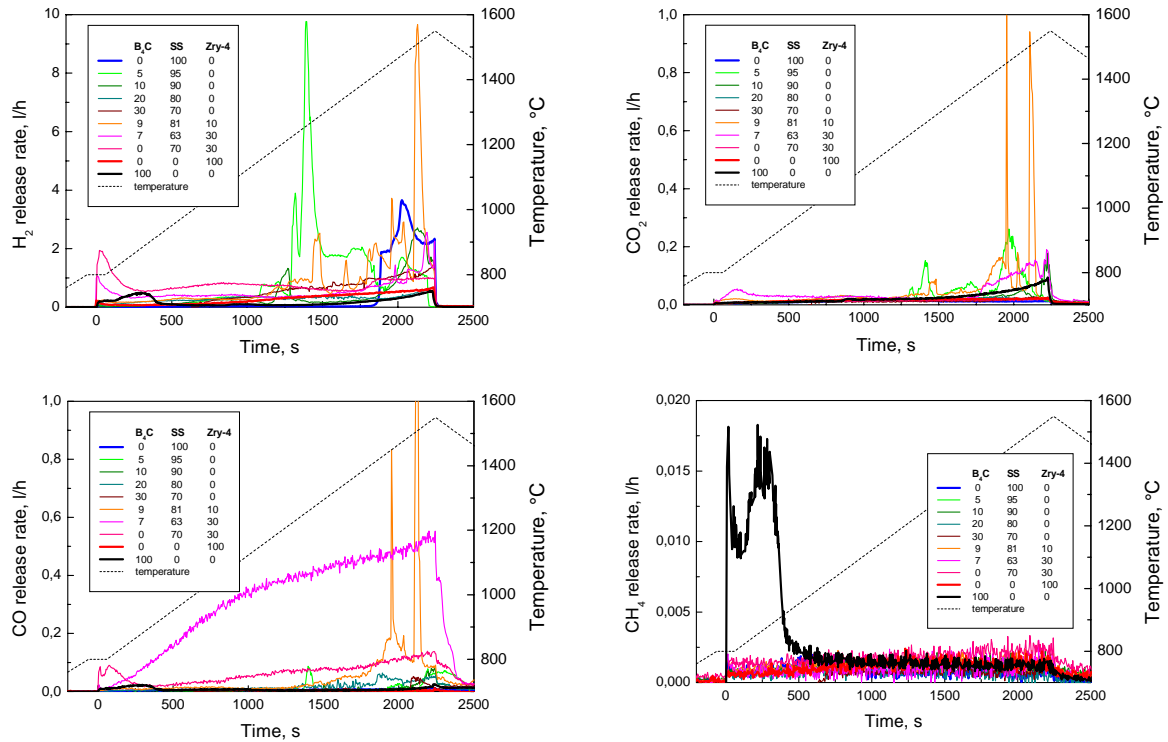 H₂ release rate, l/h
10
8
6
4
2
0
B₄C SS Zry-4
0 100 0
5 95 0
10 90 0
20 80 0
30 70 0
9 81 10
7 63 30
0 70 30
0 0 100
100 0 0
temperature
1600
1400
1200
1000
800
Temperature, °C
0 500 1000 1500 2000 2500
Time, s
CO₂ release rate, l/h
1,0
0,8
0,6
0,4
0,2
0,0
B₄C SS Zry-4
0 100 0
5 95 0
10 90 0
20 80 0
30 70 0
9 81 10
7 63 30
0 70 30
0 0 100
100 0 0
temperature
1600
1400
1200
1000
800
Temperature, °C
0 500 1000 1500 2000 2500
Time, s
CO release rate, l/h
1,0
0,8
0,6
0,4
0,2
0,0
B₄C SS Zry-4
0 100 0
5 95 0
10 90 0
20 80 0
30 70 0
9 81 10
7 63 30
0 70 30
0 0 100
100 0 0
temperature
1600
1400
1200
1000
800
Temperature, °C
0 500 1000 1500 2000 2500
Time, s
CH₄ release rate, l/h
0,020
0,015
0,010
0,005
0,000
B₄C SS Zry-4
0 100 0
5 95 0
10 90 0
20 80 0
30 70 0
9 81 10
7 63 30
0 70 30
0 0 100
100 0 0
temperature
1600
1400
1200
1000
800
Temperature, °C
0 500 1000 1500 2000 2500
Time, s